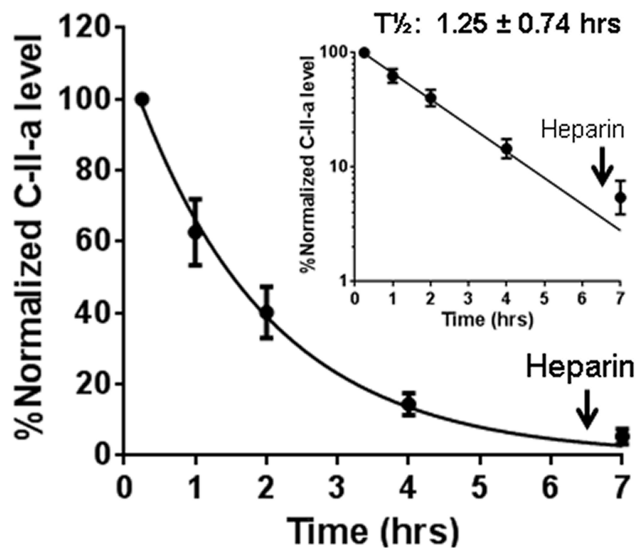 T½: 1.25 ± 0.74 hrs
%Normalized C-II-a level
120
100
80
60
40
20
0
0 1 2 3 4 5 6 7
Time (hrs)
Heparin
%Normalized C-II-a level
100
10
1
0 1 2 3 4 5 6 7
Time (hrs)
Heparin